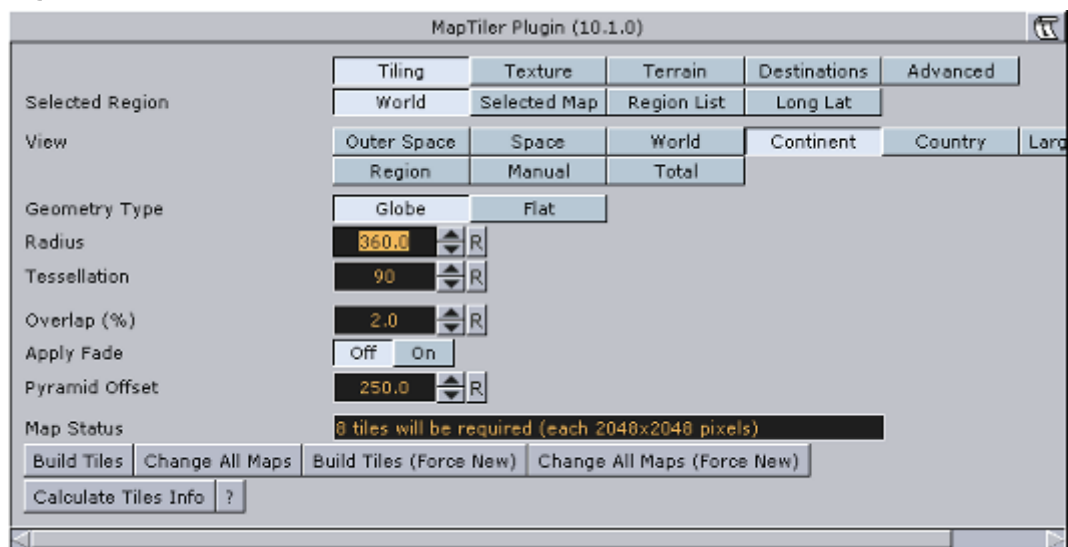 MapTiler Plugin (10.1.0)
Tiling Texture Terrain Destinations Advanced
Selected Region World Selected Map Region List Long Lat
View Outer Space Space World Continent Country Larg
Region Manual Total
Geometry Type Globe Flat
Radius 360.0 R
Tessellation 90 R
Overlap (%) 2.0 R
Apply Fade Off On
Pyramid Offset 250.0 R
Map Status 8 tiles will be required (each 2048x2048 pixels)
Build Tiles Change All Maps Build Tiles (Force New) Change All Maps (Force New)
Calculate Tiles Info ?